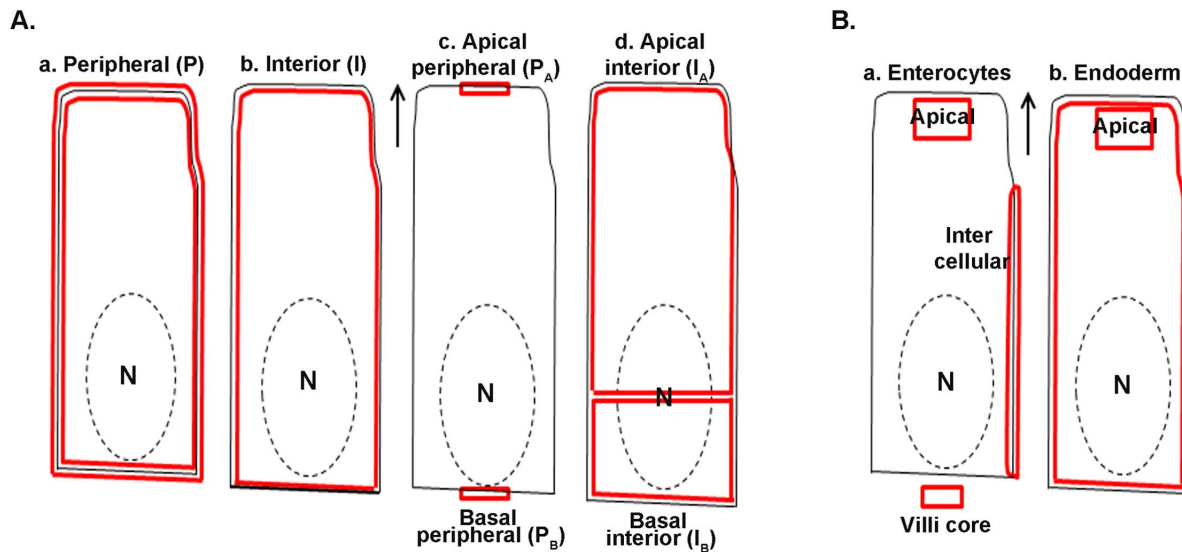 A.
B.
a. Peripheral (P)
b. Interior (I)
c. Apical
peripheral (PA)
d. Apical
interior (IA)
a. Enterocytes
b. Endoderm
Apical
Apical
Inter
cellular
N
N
N
N
N
N
Basal
peripheral (PB)
Basal
interior (IB)
Villi core